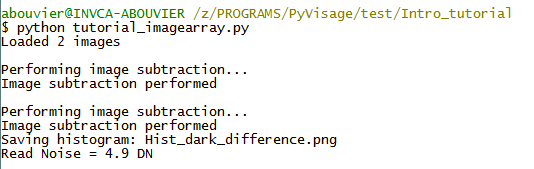 abouvier@INVCA-ABOUVIER /z/PROGRAMS/PyVisage/test/Intro_tutorial
$ python tutorial_imagearray.py
Loaded 2 images
Performing image subtraction...
Image subtraction performed
Performing image subtraction...
Image subtraction performed
Saving histogram: Hist_dark_difference.png
Read Noise = 4.9 DN